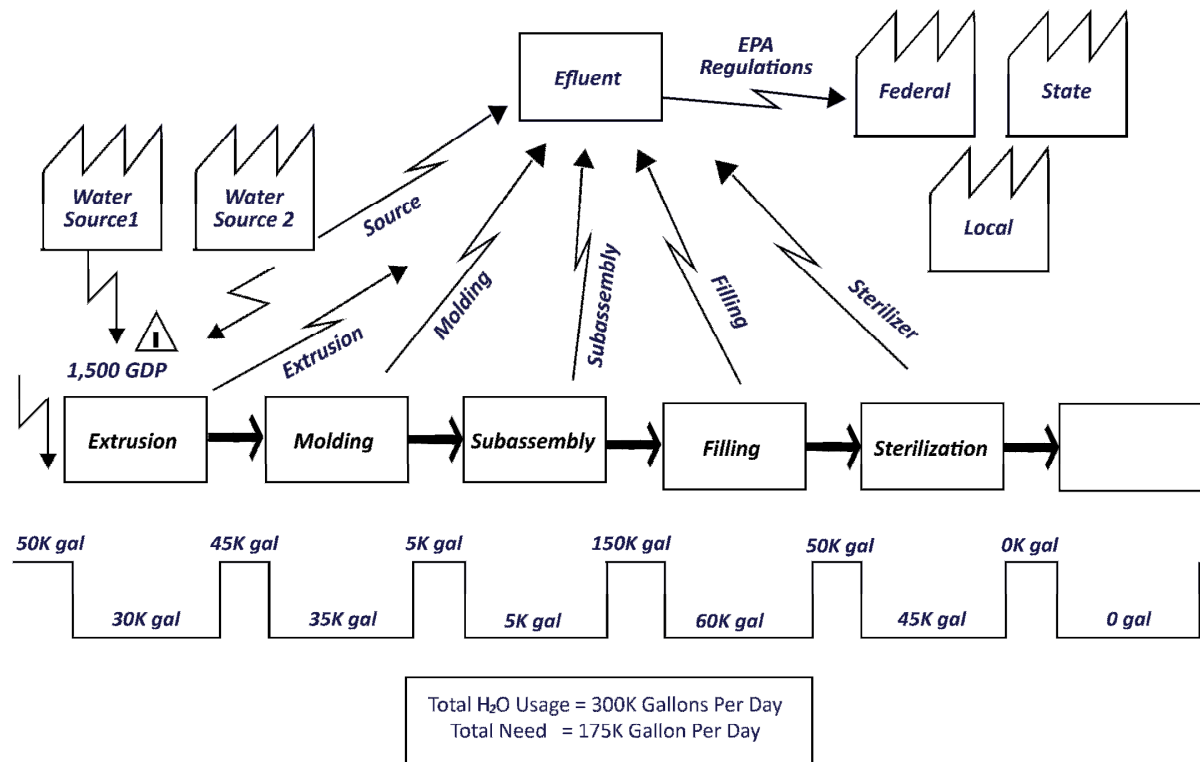 Efluent
EPA
Regulations
Federal
State
Local
Water
Source1
Water
Source 2
Source
Extrusion
Molding
Subassembly
Filling
Sterilizer
I
1,500 GDP
Extrusion
Molding
Subassembly
Filling
Sterilization
50K gal
45K gal
5K gal
150K gal
50K gal
0K gal
30K gal
35K gal
5K gal
60K gal
45K gal
0 gal
Total H₂O Usage = 300K Gallons Per Day
Total Need = 175K Gallon Per Day